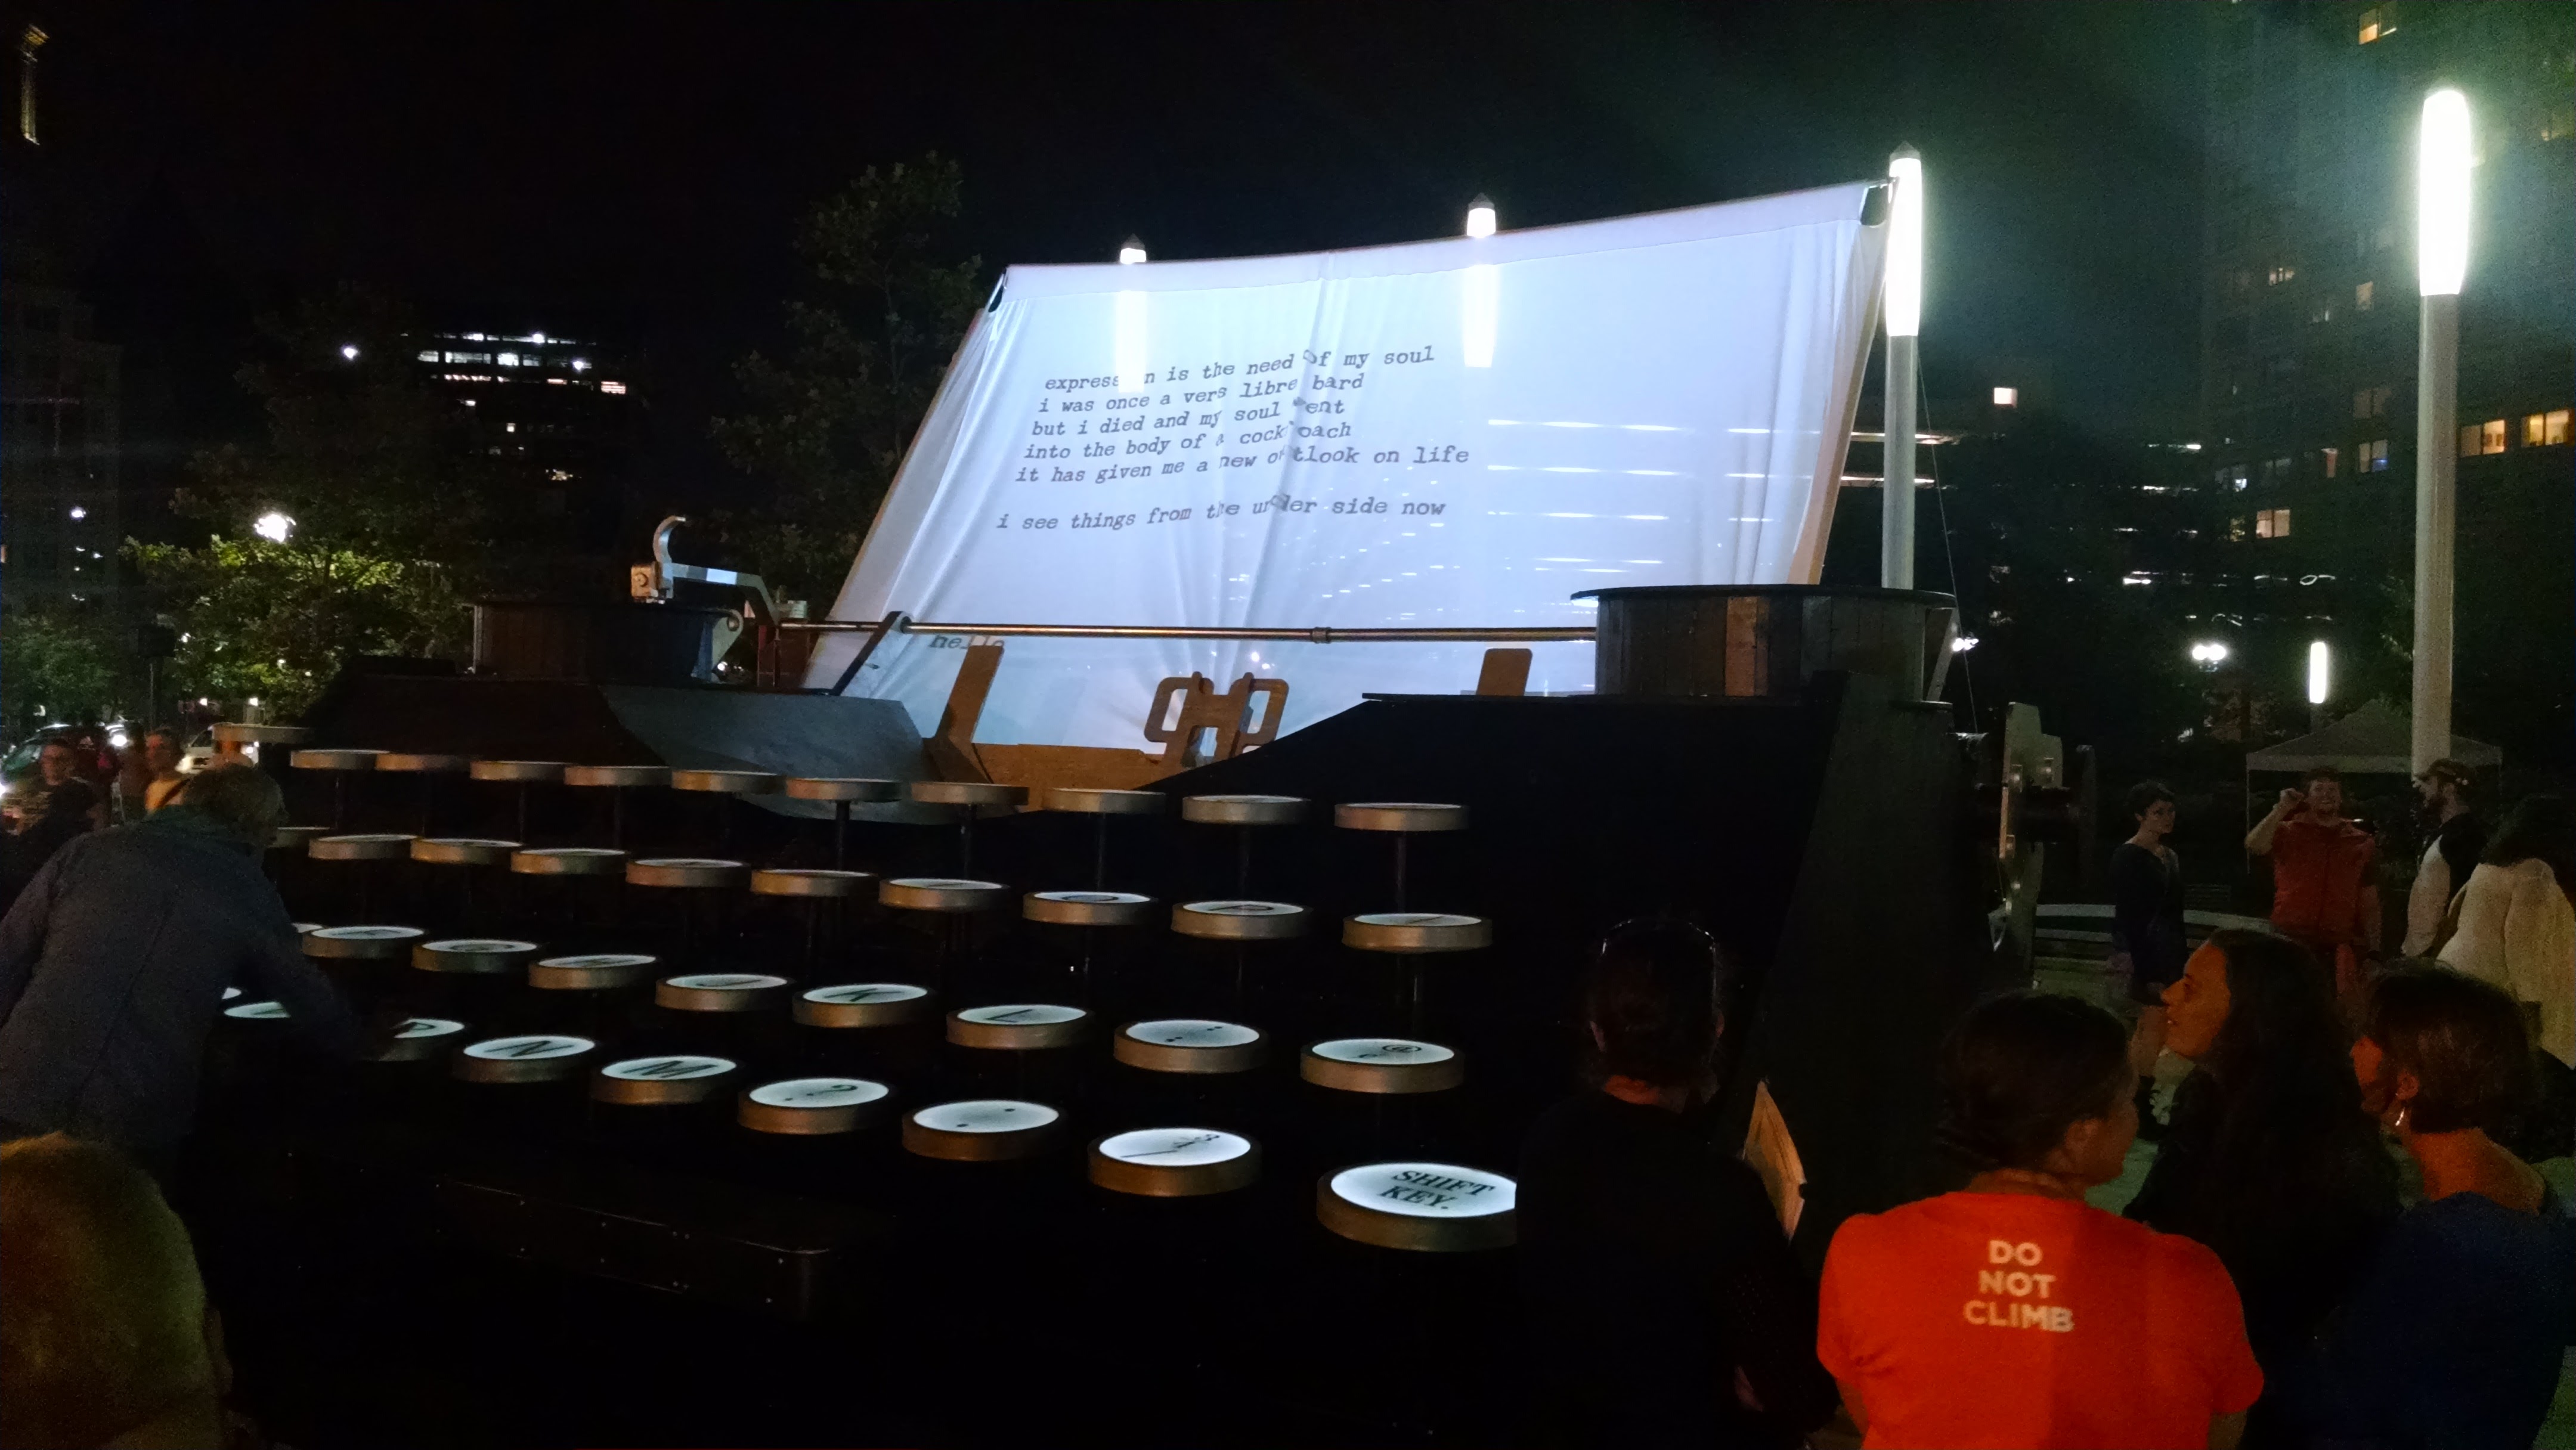 expression is the need of my soul
i was once a vers libre bard
but i died and my soul went
into the body of a cockroach
it has given me a new outlook on life
i see things from the under side now
hello
J
K
L
N
M
SHIFT
KEY.
DO
NOT
CLIMB